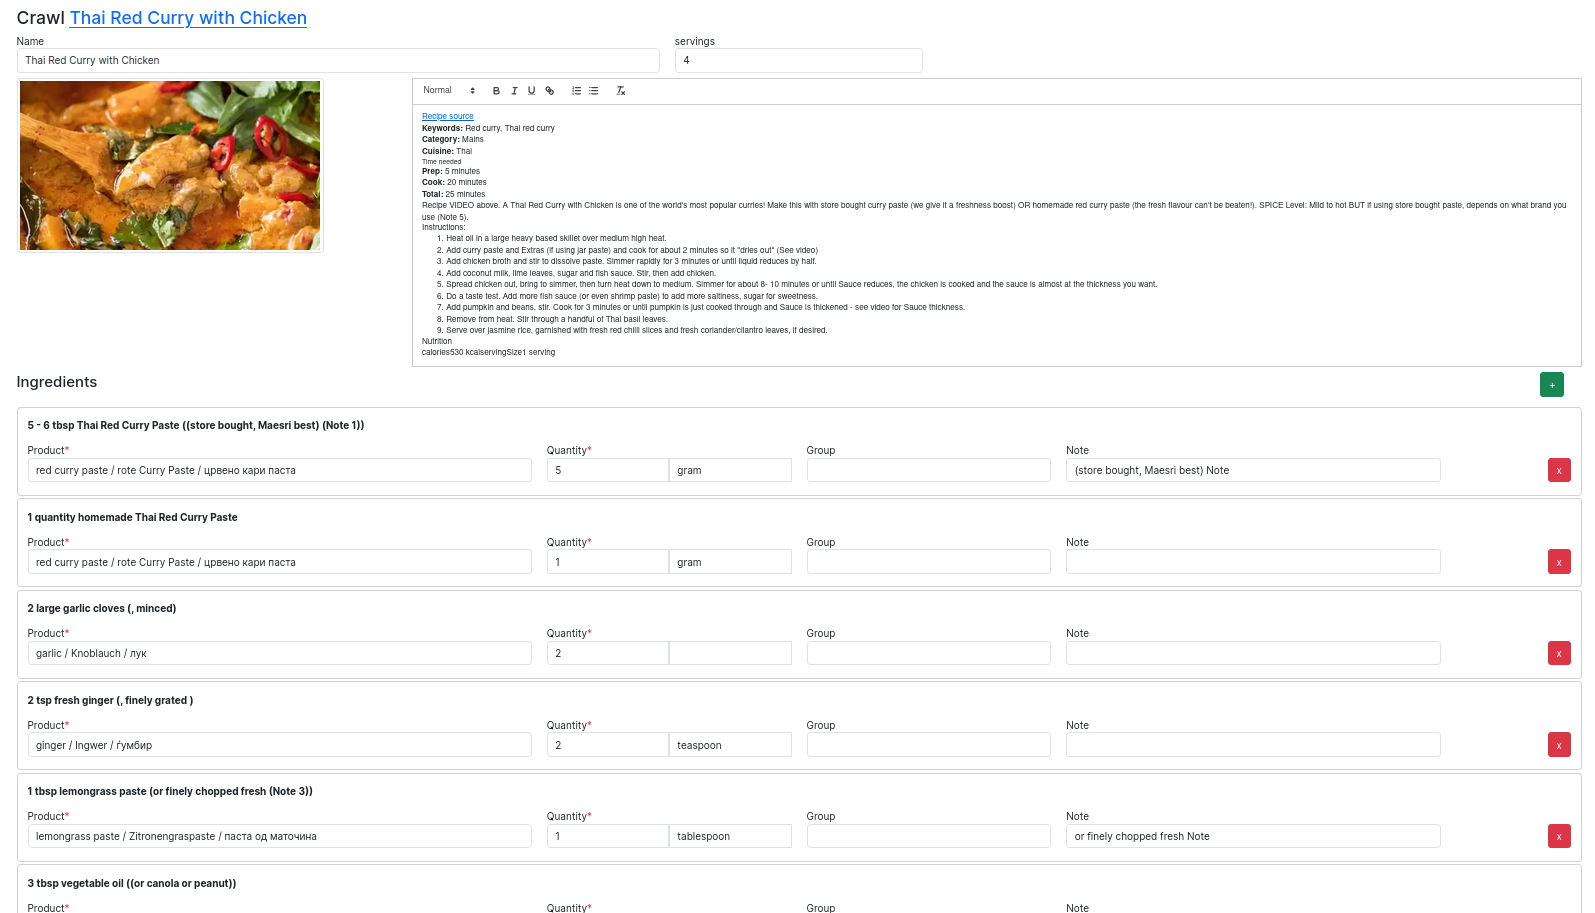 Crawl Thai Red Curry with Chicken
Name
servings
Thai Red Curry with Chicken
4
Normal
B I U
Recipe source
Keywords: Red curry, Thai red curry
Category: Mains
Cuisine: Thai
Time needed
Prep: 5 minutes
Cook: 20 minutes
Total: 25 minutes
Recipe VIDEO above. A Thai Red Curry with Chicken is one of the world's most popular curries! Make this with store bought curry paste (we give it a freshness boost) OR homemade red curry paste (the fresh flavour can't be beaten!). SPICE Level: Mild to hot BUT if using store bought paste, depends on what brand you
use (Note 5).
Instructions:
1. Heat oil in a large heavy based skillet over medium high heat.
2. Add curry paste and Extras (if using jar paste) and cook for about 2 minutes so it "dries out" (See video)
3. Add chicken broth and stir to dissolve paste. Simmer rapidly for 3 minutes or until liquid reduces by half.
4. Add coconut milk, lime leaves, sugar and fish sauce. Stir, then add chicken.
5. Spread chicken out, bring to simmer, then turn heat down to medium. Simmer for about 8- 10 minutes or until Sauce reduces, the chicken is cooked and the sauce is almost at the thickness you want.
6. Do a taste test. Add more fish sauce (or even shrimp paste) to add more saltiness, sugar for sweetness.
7. Add pumpkin and beans, stir. Cook for 3 minutes or until pumpkin is just cooked through and Sauce is thickened - see video for Sauce thickness.
8. Remove from heat. Stir through a handful of Thai basil leaves.
9. Serve over jasmine rice, garnished with fresh red chilli slices and fresh coriander/cilantro leaves, if desired.
Nutrition
calories530 kcalservingSize1 serving
Ingredients
+
5 - 6 tbsp Thai Red Curry Paste ((store bought, Maesri best) (Note 1))
Product* Quantity* Group Note
red curry paste / rote Curry Paste / црвено кари паста 5 gram (store bought, Maesri best) Note x
1 quantity homemade Thai Red Curry Paste
Product* Quantity* Group Note
red curry paste / rote Curry Paste / црвено кари паста 1 gram x
2 large garlic cloves (, minced)
Product* Quantity* Group Note
garlic / Knoblauch / лук 2 x
2 tsp fresh ginger (, finely grated )
Product* Quantity* Group Note
ginger / Ingwer / ѓумбир 2 teaspoon x
1 tbsp lemongrass paste (or finely chopped fresh (Note 3))
Product* Quantity* Group Note
lemongrass paste / Zitronengraspaste / паста од маточина 1 tablespoon or finely chopped fresh Note x
3 tbsp vegetable oil ((or canola or peanut))
Product* Quantity* Group Note